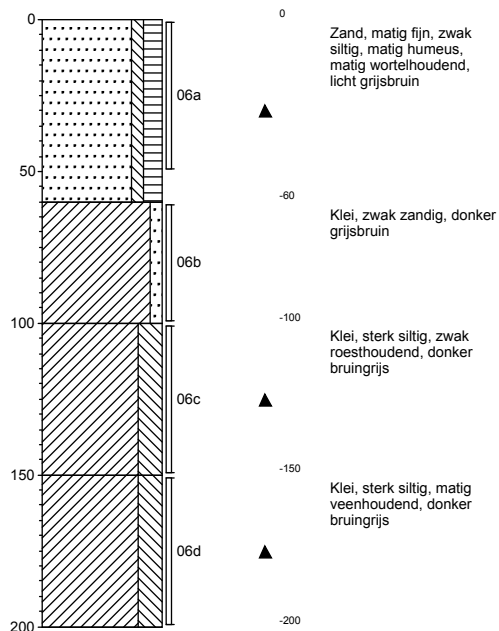 0
0
Zand, matig fijn, zwak
siltig, matig humeus,
matig wortelhoudend,
licht grijsbruin
06a
50
-60
Klei, zwak zandig, donker
grijsbruin
06b
100
-100
Klei, sterk siltig, zwak
roesthoudend, donker
bruingrijs
06c
150
-150
Klei, sterk siltig, matig
veenhoudend, donker
bruingrijs
06d
200
-200